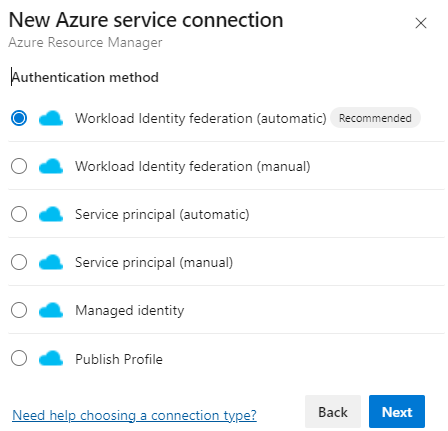 New Azure service connection
Azure Resource Manager
Authentication method
Workload Identity federation (automatic) Recommended
Workload Identity federation (manual)
Service principal (automatic)
Service principal (manual)
Managed identity
Publish Profile
Need help choosing a connection type? Back Next